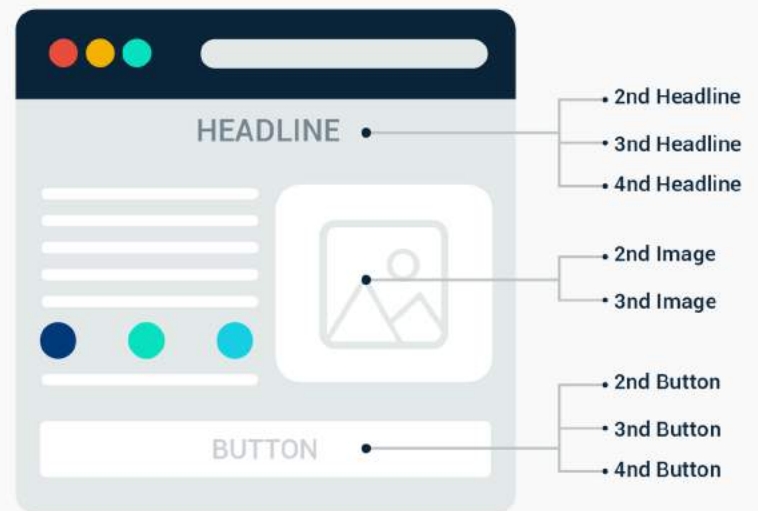 HEADLINE
2nd Headline
3nd Headline
4nd Headline
2nd Image
3nd Image
BUTTON
2nd Button
3nd Button
4nd Button